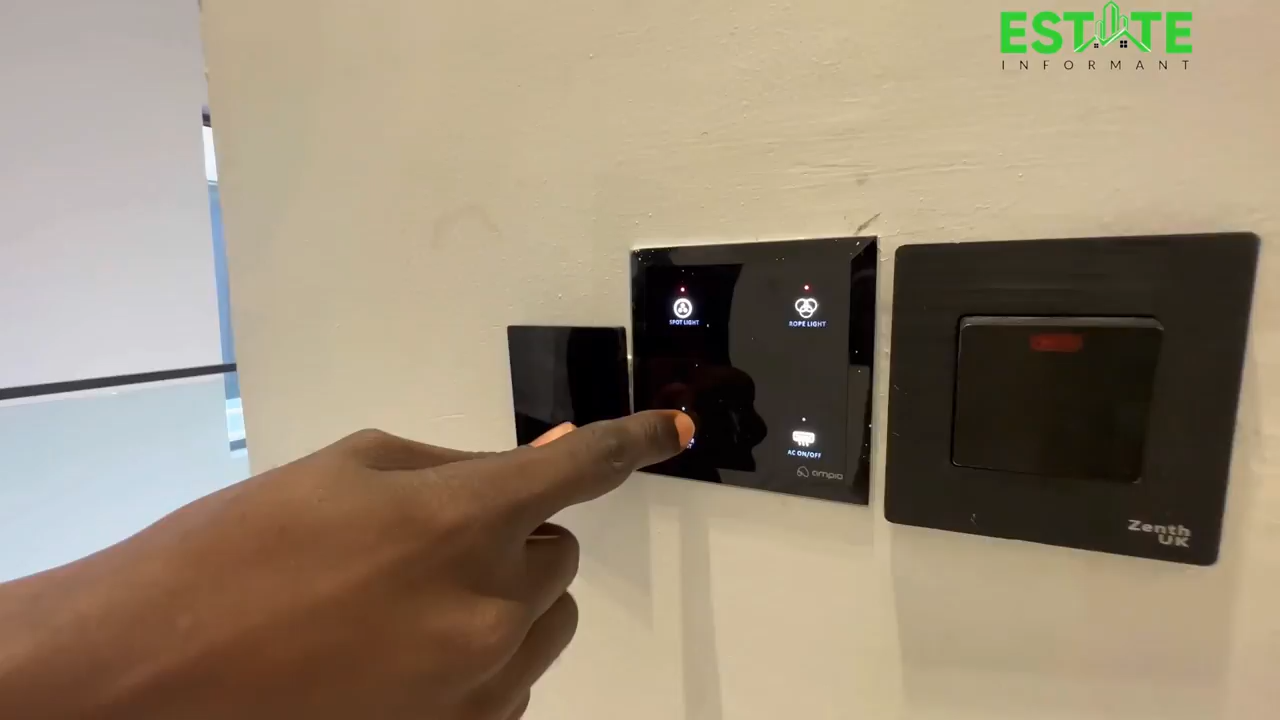 ESTATE
INFORMANT
SPOT LIGHT
ROPE LIGHT
AC ON/OFF
ampio
Zenth
UK